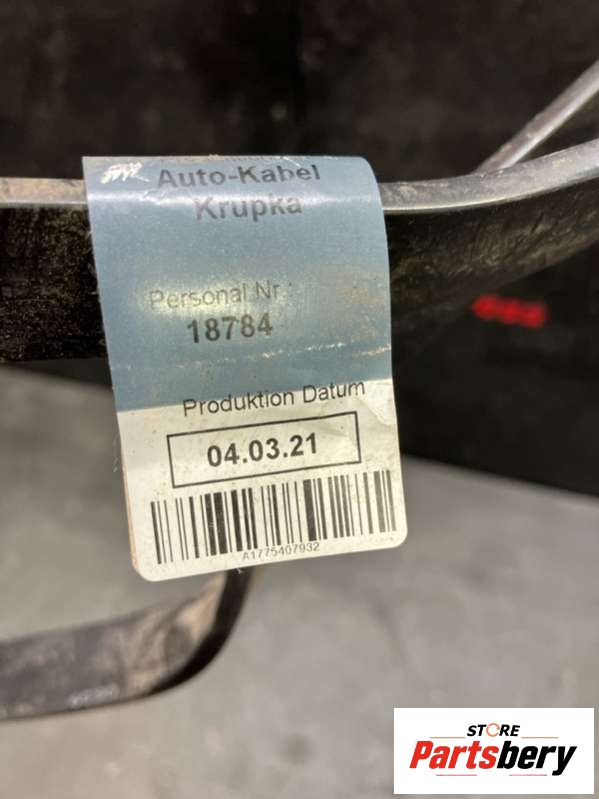 Auto-Kabel
Krupka
Personal Nr.:
18784
Produktion Datum
04.03.21
A1775407932
STORE
Partsbery